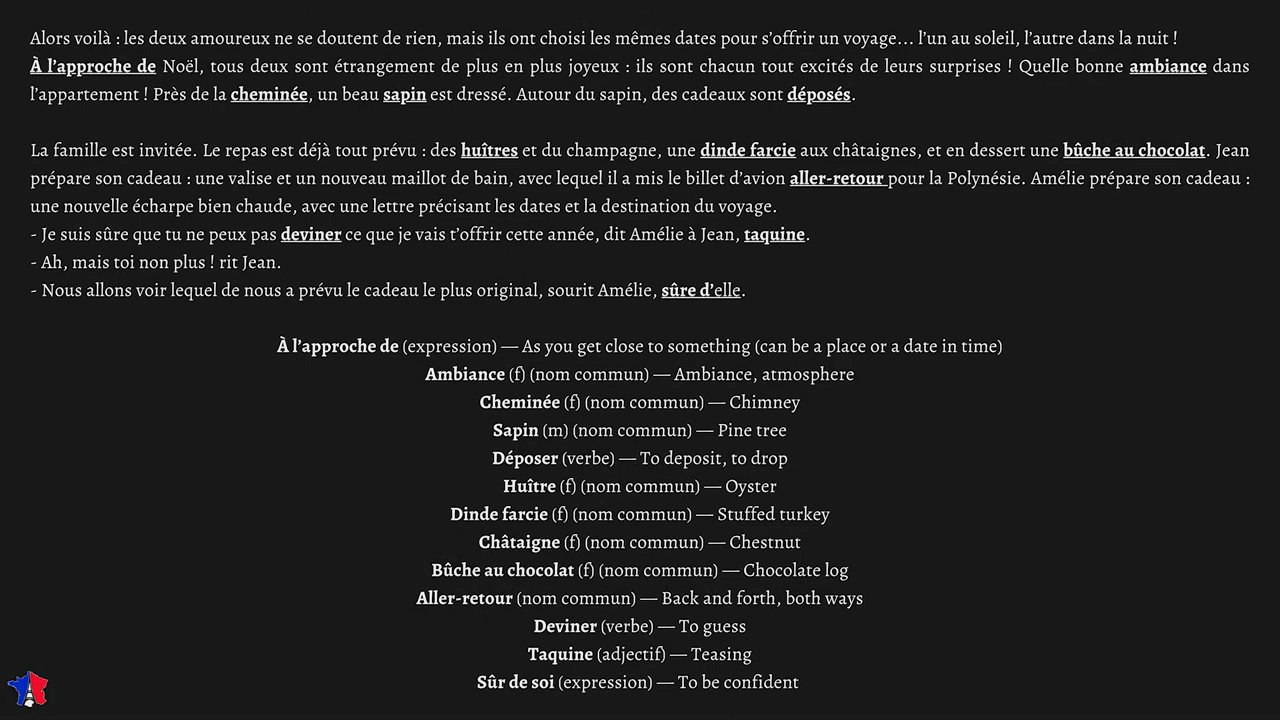 Alors voilà : les deux amoureux ne se doutent de rien, mais ils ont choisi les mêmes dates pour s’offrir un voyage... l’un au soleil, l’autre dans la nuit !
À l’approche de Noël, tous deux sont étrangement de plus en plus joyeux : ils sont chacun tout excités de leurs surprises ! Quelle bonne ambiance dans
l’appartement ! Près de la cheminée, un beau sapin est dressé. Autour du sapin, des cadeaux sont déposés.
La famille est invitée. Le repas est déjà tout prévu : des huîtres et du champagne, une dinde farcie aux châtaignes, et en dessert une bûche au chocolat. Jean
prépare son cadeau : une valise et un nouveau maillot de bain, avec lequel il a mis le billet d’avion aller-retour pour la Polynésie. Amélie prépare son cadeau :
une nouvelle écharpe bien chaude, avec une lettre précisant les dates et la destination du voyage.
- Je suis sûre que tu ne peux pas deviner ce que je vais t’offrir cette année, dit Amélie à Jean, taquine.
- Ah, mais toi non plus ! rit Jean.
- Nous allons voir lequel de nous a prévu le cadeau le plus original, sourit Amélie, sûre d’elle.
À l’approche de (expression) — As you get close to something (can be a place or a date in time)
Ambiance (f) (nom commun) — Ambiance, atmosphere
Cheminée (f) (nom commun) — Chimney
Sapin (m) (nom commun) — Pine tree
Déposer (verbe) — To deposit, to drop
Huître (f) (nom commun) — Oyster
Dinde farcie (f) (nom commun) — Stuffed turkey
Châtaigne (f) (nom commun) — Chestnut
Bûche au chocolat (f) (nom commun) — Chocolate log
Aller-retour (nom commun) — Back and forth, both ways
Deviner (verbe) — To guess
Taquine (adjectif) — Teasing
Sûr de soi (expression) — To be confident